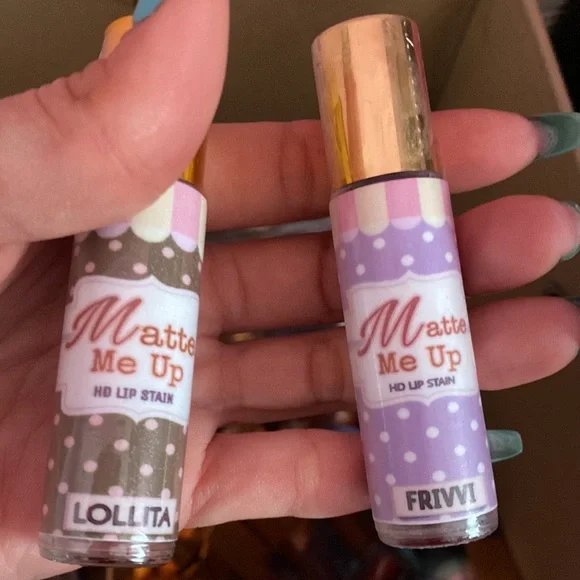 Matte
Me Up
HD LIP STAIN
LOLLITA
Matte
Me Up
HD LIP STAIN
FRIVVI